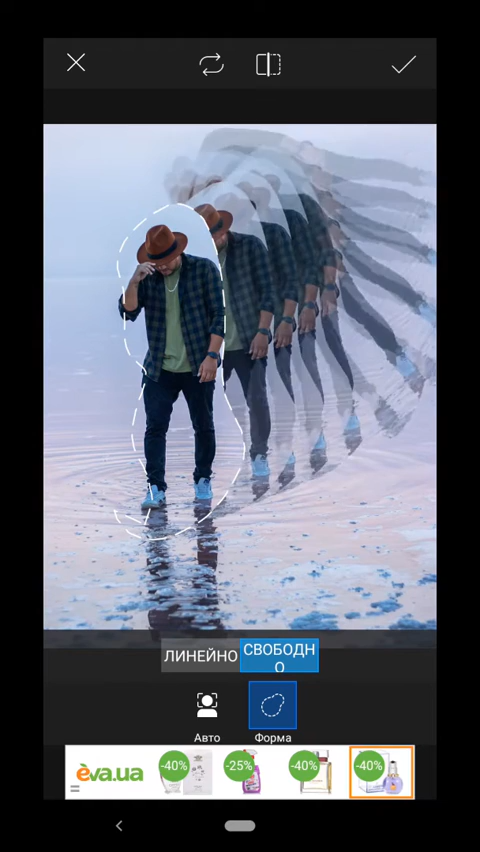 ЛИНЕЙНО
СВОБОДН
О
Авто
Форма
èva.ua
-40%
-25%
-40%
-40%